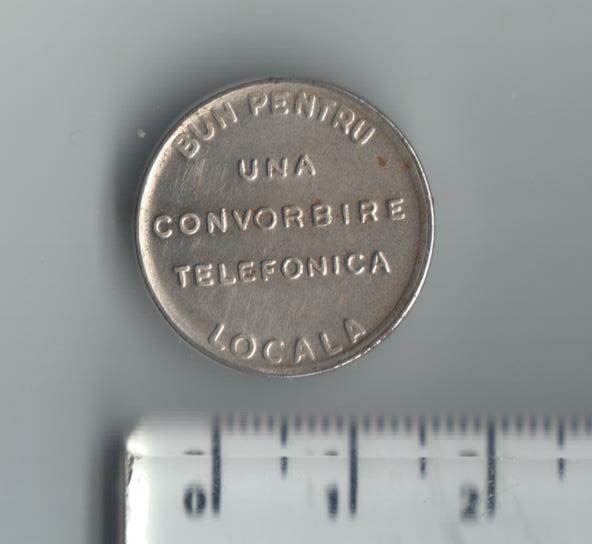 BUN PENTRU
UNA
CONVORBIRE
TELEFONICA
LOCALA
0 1 2